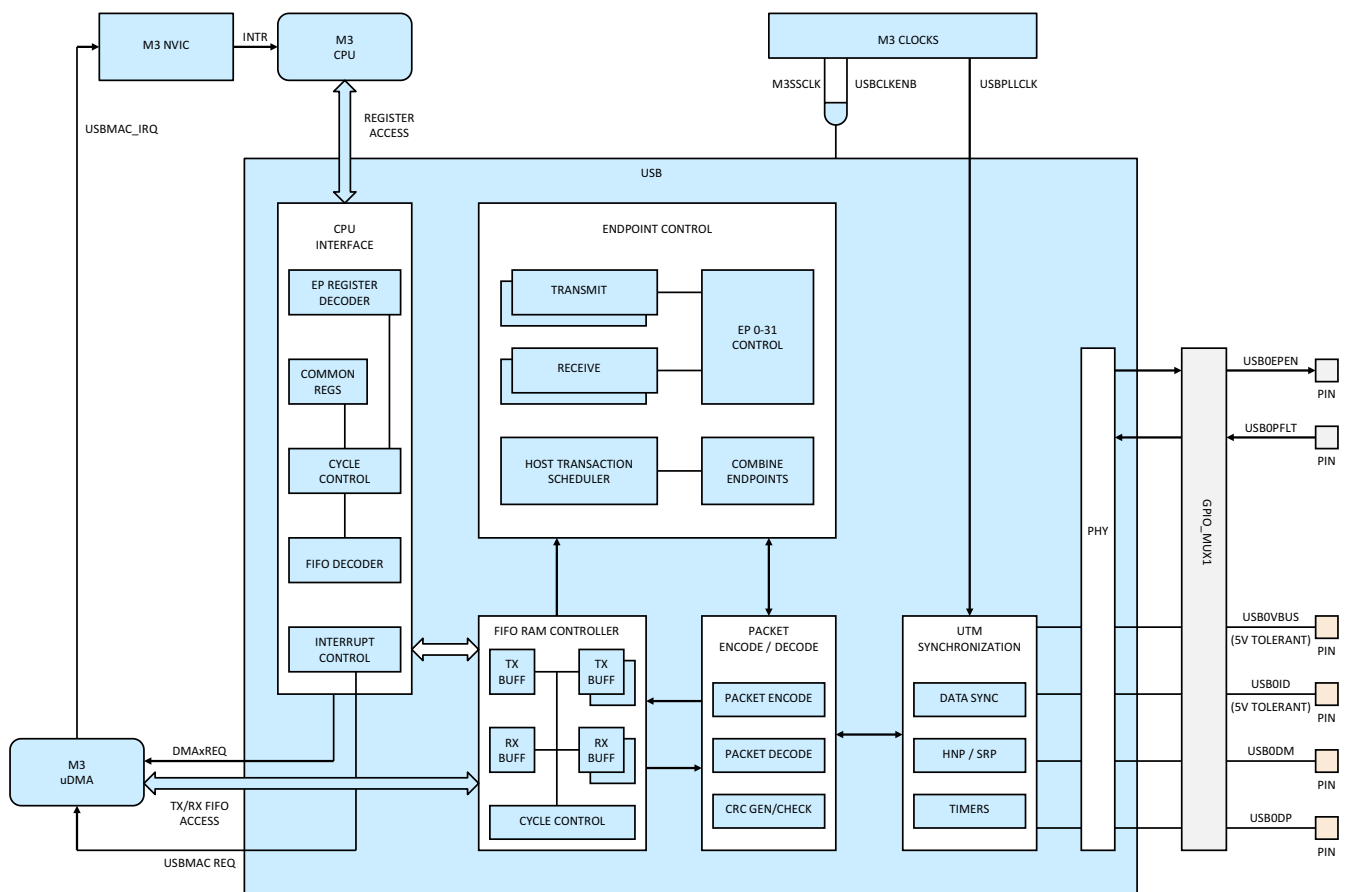 M3 NVIC
INTR
M3
CPU
M3 CLOCKS
M3SSCLK
USBCLKENB
USBPLLCLK
USBMAC_IRQ
REGISTER
ACCESS
USB
CPU
INTERFACE
EP REGISTER
DECODER
COMMON
REGS
CYCLE
CONTROL
FIFO DECODER
INTERRUPT
CONTROL
ENDPOINT CONTROL
TRANSMIT
RECEIVE
EP 0-31
CONTROL
HOST TRANSACTION
SCHEDULER
COMBINE
ENDPOINTS
FIFO RAM CONTROLLER
TX
BUFF
TX
BUFF
RX
BUFF
RX
BUFF
CYCLE CONTROL
PACKET
ENCODE / DECODE
PACKET ENCODE
PACKET DECODE
CRC GEN/CHECK
UTM
SYNCHRONIZATION
DATA SYNC
HNP / SRP
TIMERS
PHY
GPIO_MUX1
USB0EPEN
PIN
USB0PFLT
PIN
USB0VBUS
(5V TOLERANT)
PIN
USB0ID
(5V TOLERANT)
PIN
USB0DM
PIN
USB0DP
PIN
M3
uDMA
DMAxREQ
TX/RX FIFO
ACCESS
USBMAC REQ